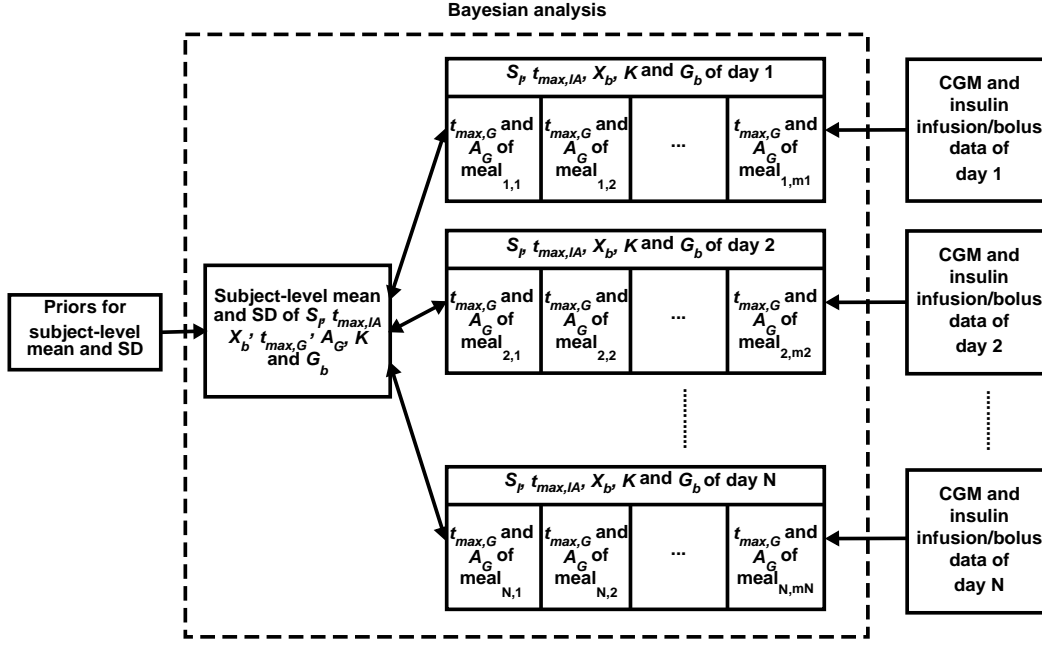 Bayesian analysis
S_I, t_max,IA, X_b, K and G_b of day 1
t_max,G and
A_G of
meal_1,1
t_max,G and
A_G of
meal_1,2
...
t_max,G and
A_G of
meal_1,m1
CGM and
insulin
infusion/bolus
data of
day 1
S_I, t_max,IA, X_b, K and G_b of day 2
t_max,G and
A_G of
meal_2,1
t_max,G and
A_G of
meal_2,2
...
t_max,G and
A_G of
meal_2,m2
CGM and
insulin
infusion/bolus
data of
day 2
Priors for
subject-level
mean and SD
Subject-level mean
and SD of S_I, t_max,IA
X_b, t_max,G, A_G, K
and G_b
S_I, t_max,IA, X_b, K and G_b of day N
t_max,G and
A_G of
meal_N,1
t_max,G and
A_G of
meal_N,2
...
t_max,G and
A_G of
meal_N,mN
CGM and
insulin
infusion/bolus
data of
day N